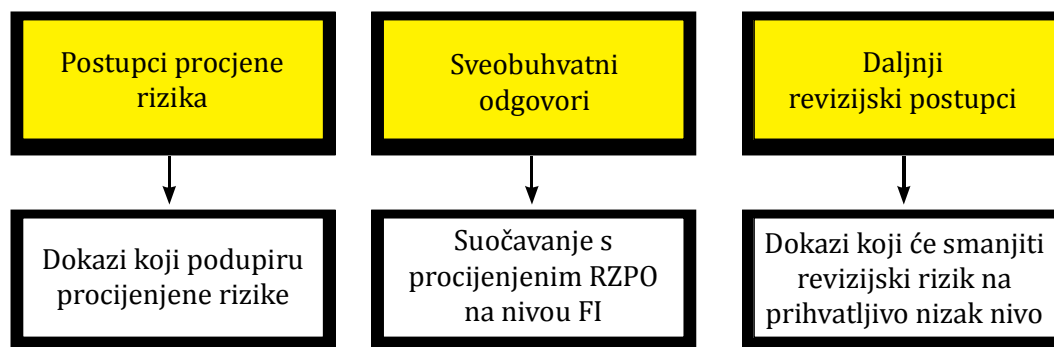 Postupci procjene
rizika
Sveobuhvatni
odgovori
Daljnji
revizijski postupci
Dokazi koji podupiru
procijenjene rizike
Suočavanje s
procijenjenim RZPO
na nivou FI
Dokazi koji će smanjiti
revizijski rizik na
prihvatljivo nizak nivo